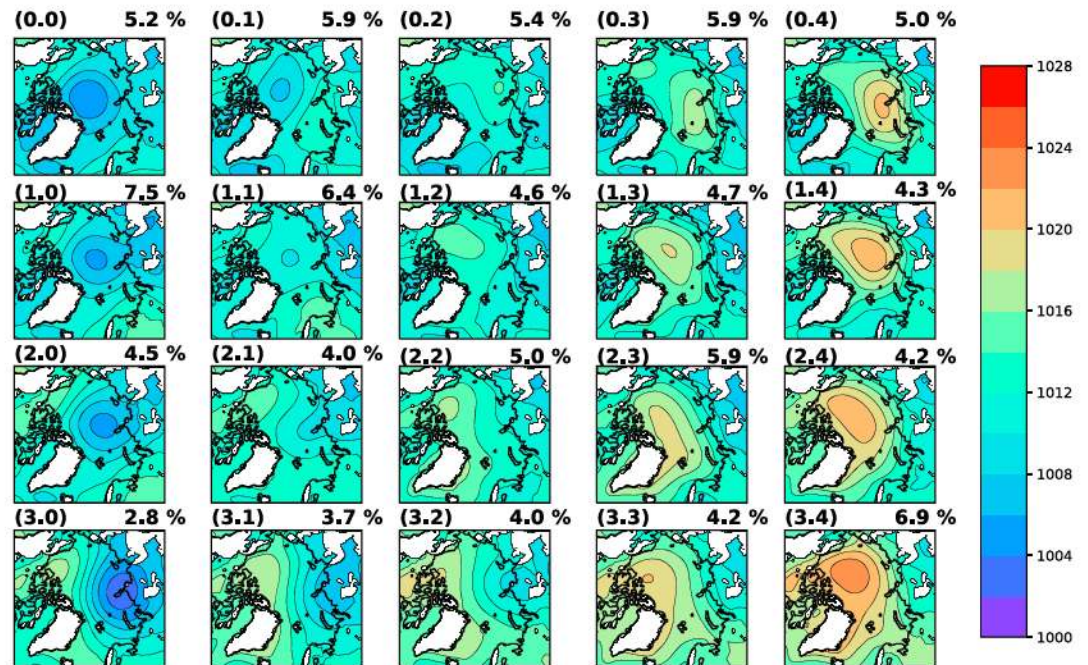 (0.0) 5.2 % (0.1) 5.9 % (0.2) 5.4 % (0.3) 5.9 % (0.4) 5.0 %
1028
1024
(1.0) 7.5 % (1.1) 6.4 % (1.2) 4.6 % (1.3) 4.7 % (1.4) 4.3 %
1020
1016
(2.0) 4.5 % (2.1) 4.0 % (2.2) 5.0 % (2.3) 5.9 % (2.4) 4.2 %
1012
1008
(3.0) 2.8 % (3.1) 3.7 % (3.2) 4.0 % (3.3) 4.2 % (3.4) 6.9 %
1004
1000